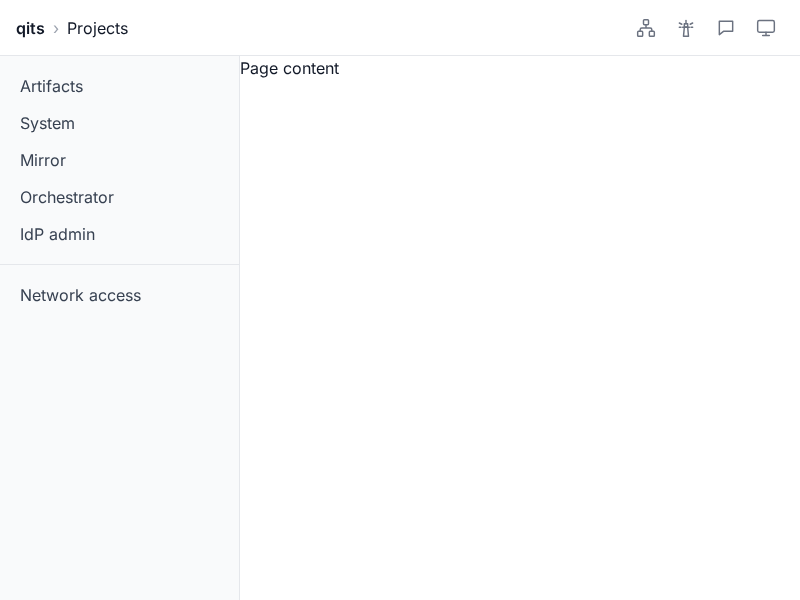 qits › Projects
Artifacts
System
Mirror
Orchestrator
IdP admin
Network access
Page content